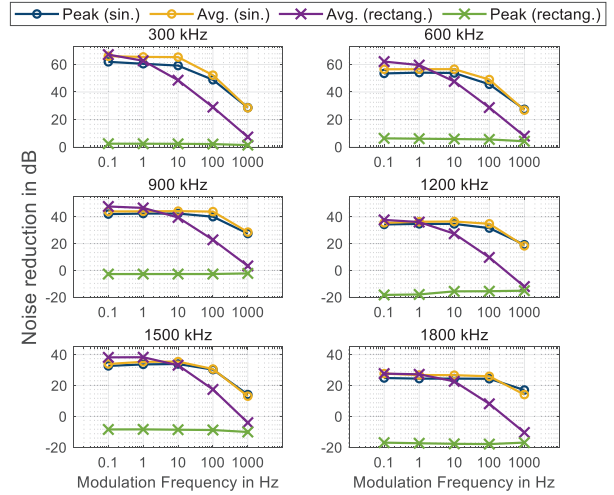 Peak (sin.) Avg. (sin.) Avg. (rectang.) Peak (rectang.)
300 kHz 600 kHz
60 60
40 40
20 20
0 0
0.1 1 10 100 1000 0.1 1 10 100 1000
900 kHz 1200 kHz
40 40
20 20
0 0
-20 -20
0.1 1 10 100 1000 0.1 1 10 100 1000
1500 kHz 1800 kHz
40 40
20 20
0 0
-20 -20
0.1 1 10 100 1000 0.1 1 10 100 1000
Noise reduction in dB
Modulation Frequency in Hz Modulation Frequency in Hz